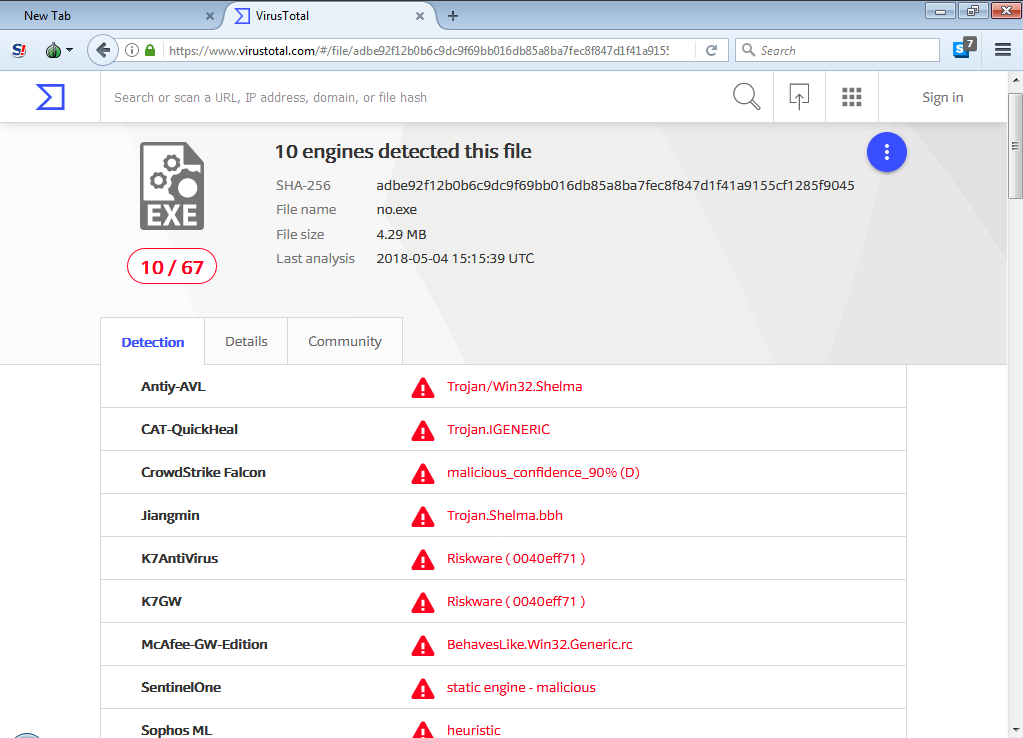 New Tab
VirusTotal
https://www.virustotal.com/#/file/adbe92f12b0b6c9dc9f69bb016db85a8ba7fec8f847d1f41a9155
Search
S 7
Search or scan a URL, IP address, domain, or file hash
Sign in
10 engines detected this file
EXE
SHA-256 adbe92f12b0b6c9dc9f69bb016db85a8ba7fec8f847d1f41a9155cf1285f9045
File name no.exe
File size 4.29 MB
Last analysis 2018-05-04 15:15:39 UTC
10 / 67
Detection Details Community
Antiy-AVL Trojan/Win32.Shelma
CAT-QuickHeal Trojan.IGENERIC
CrowdStrike Falcon malicious_confidence_90% (D)
Jiangmin Trojan.Shelma.bbh
K7AntiVirus Riskware ( 0040eff71 )
K7GW Riskware ( 0040eff71 )
McAfee-GW-Edition BehavesLike.Win32.Generic.rc
SentinelOne static engine - malicious
Sophos ML heuristic